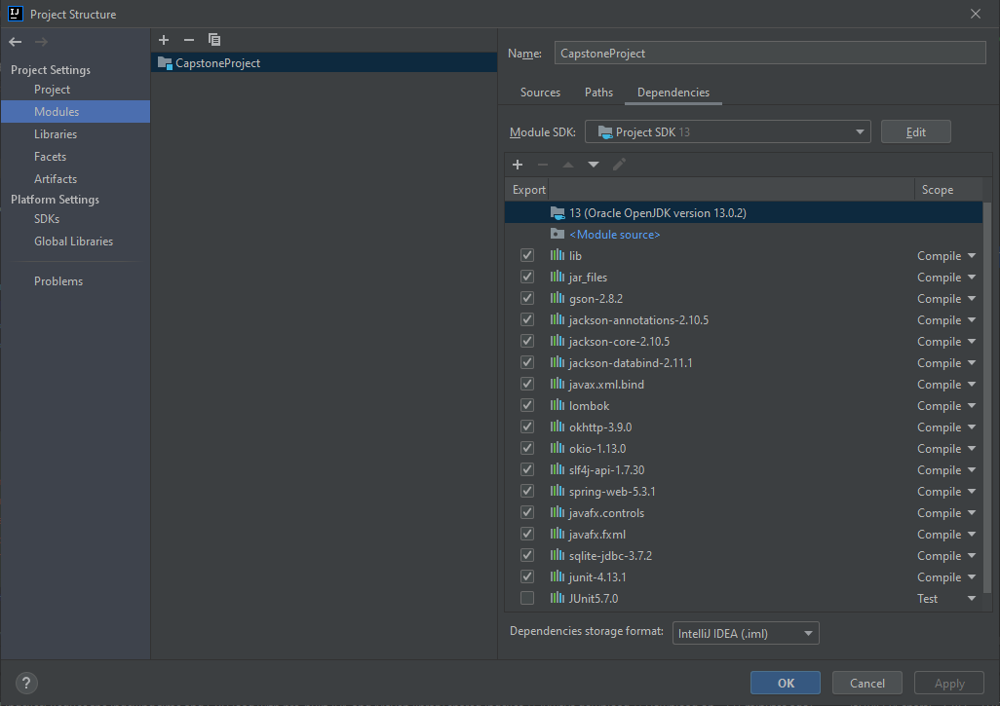 Project Structure
Project Settings
Project
Modules
Libraries
Facets
Artifacts
Platform Settings
SDKs
Global Libraries
Problems
CapstoneProject
Name: CapstoneProject
Sources Paths Dependencies
Module SDK: Project SDK 13 Edit
Export Scope
13 (Oracle OpenJDK version 13.0.2)
<Module source>
lib Compile
jar_files Compile
gson-2.8.2 Compile
jackson-annotations-2.10.5 Compile
jackson-core-2.10.5 Compile
jackson-databind-2.11.1 Compile
javax.xml.bind Compile
lombok Compile
okhttp-3.9.0 Compile
okio-1.13.0 Compile
slf4j-api-1.7.30 Compile
spring-web-5.3.1 Compile
javafx.controls Compile
javafx.fxml Compile
sqlite-jdbc-3.7.2 Compile
junit-4.13.1 Compile
JUnit5.7.0 Test
Dependencies storage format: IntelliJ IDEA (.iml)
? OK Cancel Apply